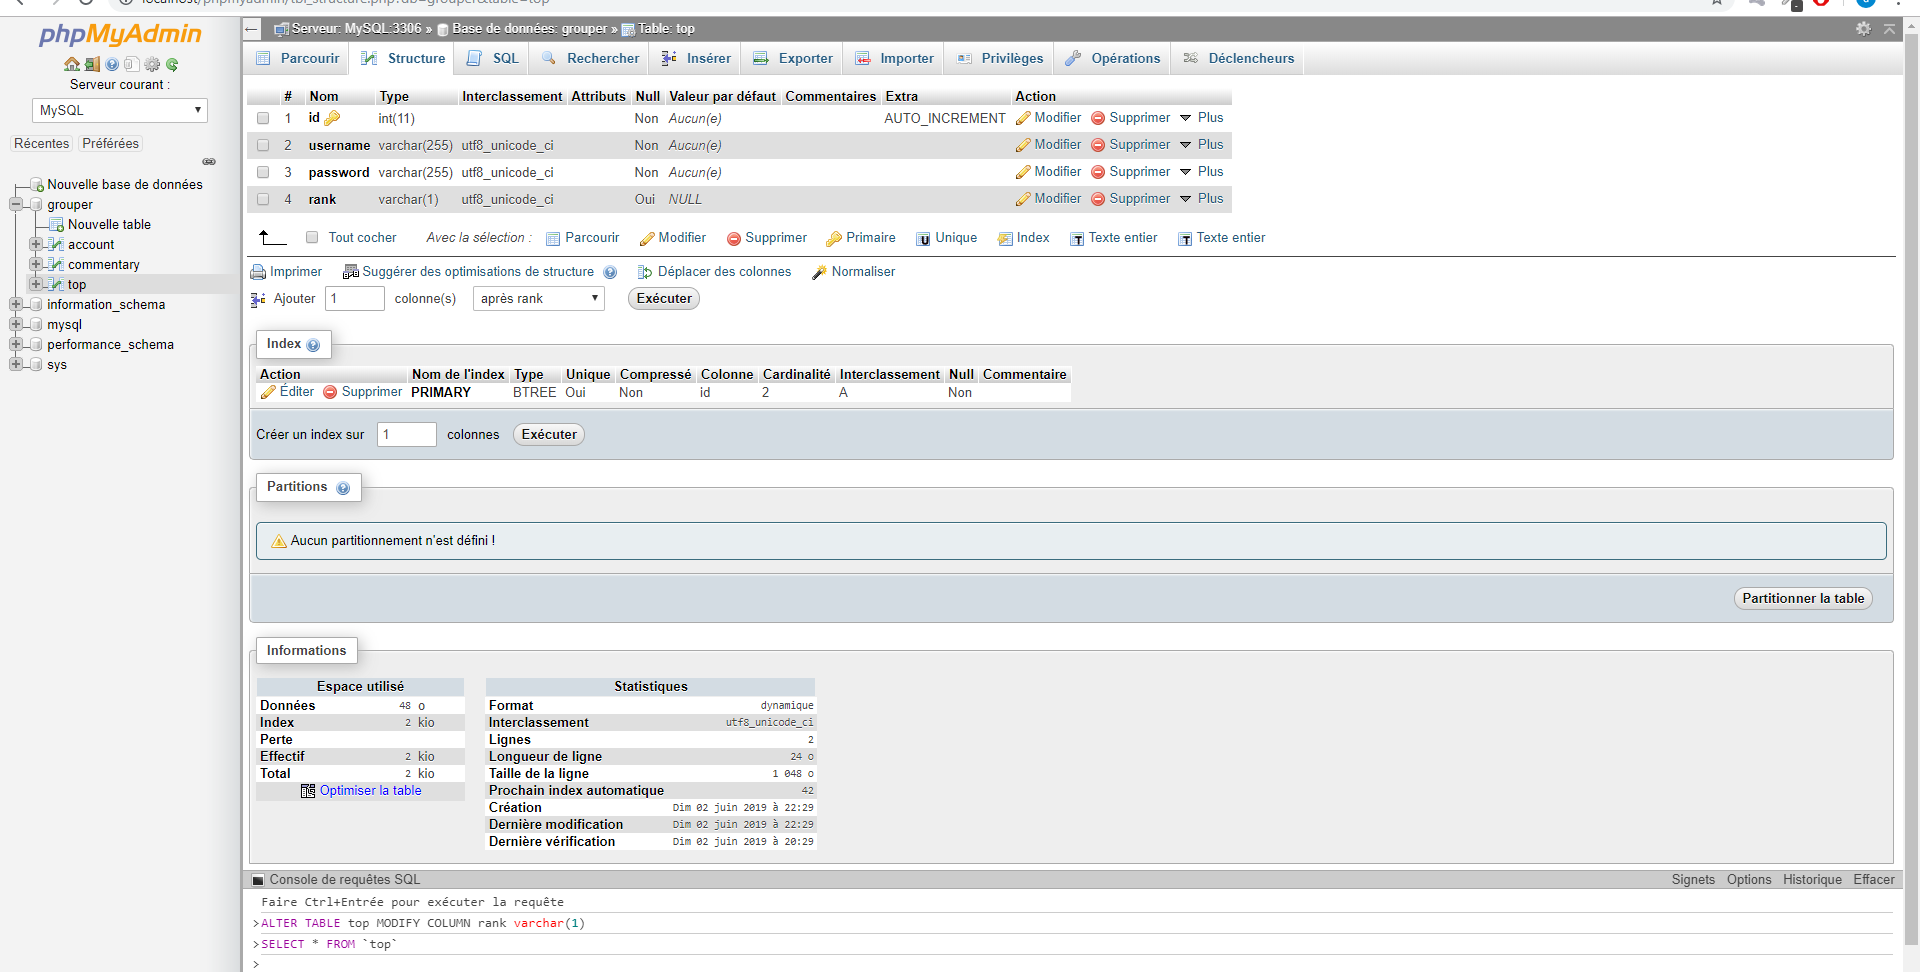 localhost/phpmyadmin/tbl_structure.php?db=grouper&table=top
phpMyAdmin
Serveur courant :
MySQL
Récentes Préférées
Nouvelle base de données
grouper
Nouvelle table
account
commentary
top
information_schema
mysql
performance_schema
sys
Serveur: MySQL:3306 » Base de données: grouper » Table: top
Parcourir Structure SQL Rechercher Insérer Exporter Importer Privilèges Opérations Déclencheurs
# Nom Type Interclassement Attributs Null Valeur par défaut Commentaires Extra Action
1 id int(11) Non Aucun(e) AUTO_INCREMENT Modifier Supprimer Plus
2 username varchar(255) utf8_unicode_ci Non Aucun(e) Modifier Supprimer Plus
3 password varchar(255) utf8_unicode_ci Non Aucun(e) Modifier Supprimer Plus
4 rank varchar(1) utf8_unicode_ci Oui NULL Modifier Supprimer Plus
Tout cocher Avec la sélection : Parcourir Modifier Supprimer Primaire Unique Index Texte entier Texte entier
Imprimer Suggérer des optimisations de structure Déplacer des colonnes Normaliser
Ajouter 1 colonne(s) après rank Exécuter
Index
Action Nom de l'index Type Unique Compressé Colonne Cardinalité Interclassement Null Commentaire
Éditer Supprimer PRIMARY BTREE Oui Non id 2 A Non
Créer un index sur 1 colonnes Exécuter
Partitions
Aucun partitionnement n'est défini !
Partitionner la table
Informations
Espace utilisé
Données 48 o
Index 2 kio
Perte
Effectif 2 kio
Total 2 kio
Optimiser la table
Statistiques
Format dynamique
Interclassement utf8_unicode_ci
Lignes 2
Longueur de ligne 24 o
Taille de la ligne 1 048 o
Prochain index automatique 42
Création Dim 02 juin 2019 à 22:29
Dernière modification Dim 02 juin 2019 à 22:29
Dernière vérification Dim 02 juin 2019 à 20:29
Console de requêtes SQL Signets Options Historique Effacer
Faire Ctrl+Entrée pour exécuter la requête
>ALTER TABLE top MODIFY COLUMN rank varchar(1)
>SELECT * FROM `top`
>